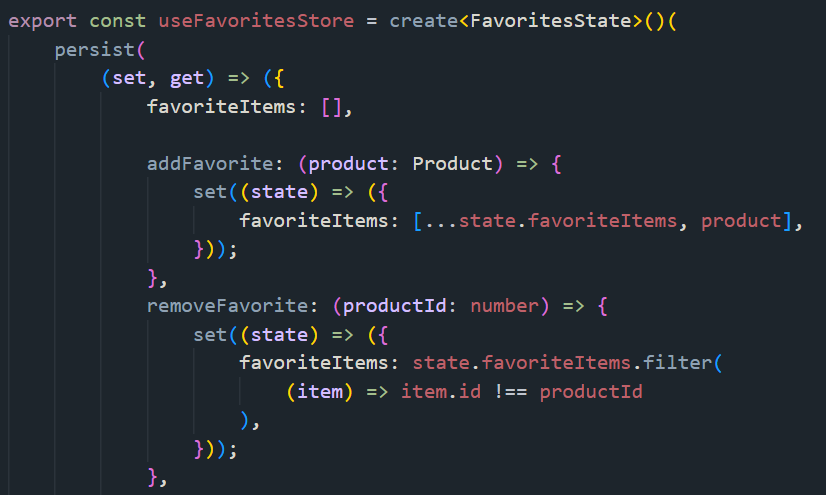 export const useFavoritesStore = create<FavoritesState>()(
    persist(
        (set, get) => ({
            favoriteItems: [],

            addFavorite: (product: Product) => {
                set((state) => ({
                    favoriteItems: [...state.favoriteItems, product],
                }));
            },
            removeFavorite: (productId: number) => {
                set((state) => ({
                    favoriteItems: state.favoriteItems.filter(
                        (item) => item.id !== productId
                    ),
                }));
            },